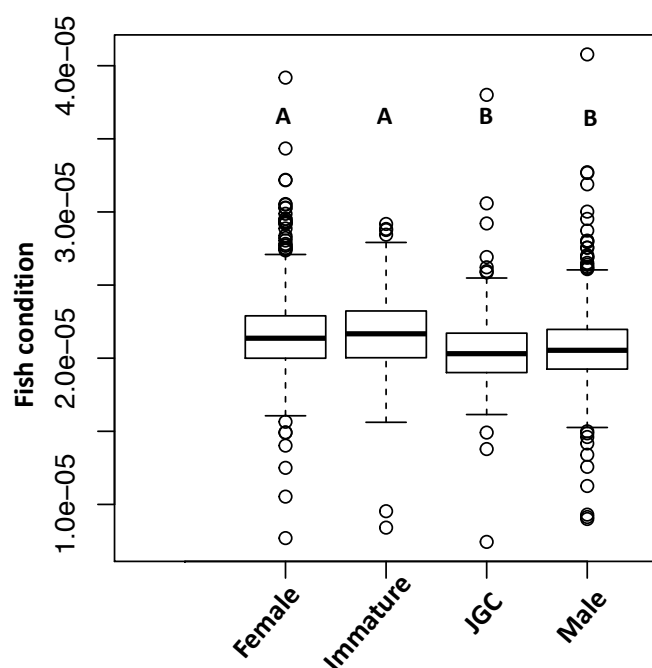 4.0e−05
3.0e−05
2.0e−05
1.0e−05
Fish condition
A
A
B
B
Female
Immature
JGC
Male